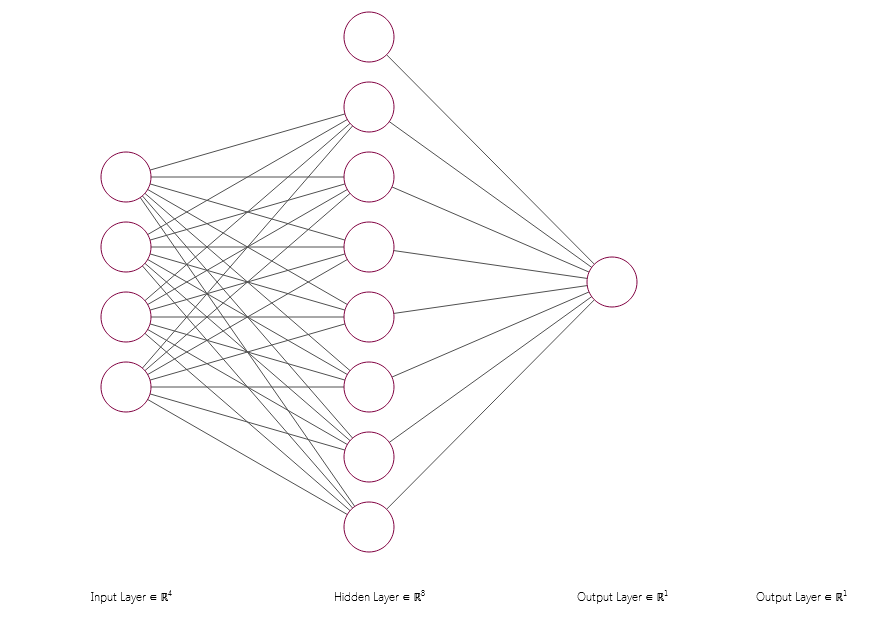 Input Layer ∈ ℝ⁴
Hidden Layer ∈ ℝ⁸
Output Layer ∈ ℝ¹
Output Layer ∈ ℝ¹